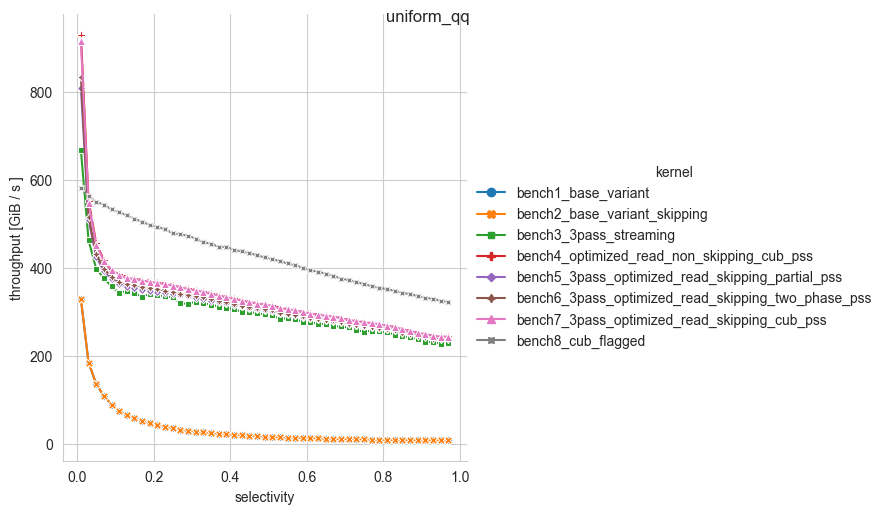 uniform_qq
800
600
400
200
0
throughput [GiB / s ]
0.0 0.2 0.4 0.6 0.8 1.0
selectivity
kernel
bench1_base_variant
bench2_base_variant_skipping
bench3_3pass_streaming
bench4_optimized_read_non_skipping_cub_pss
bench5_3pass_optimized_read_skipping_partial_pss
bench6_3pass_optimized_read_skipping_two_phase_pss
bench7_3pass_optimized_read_skipping_cub_pss
bench8_cub_flagged